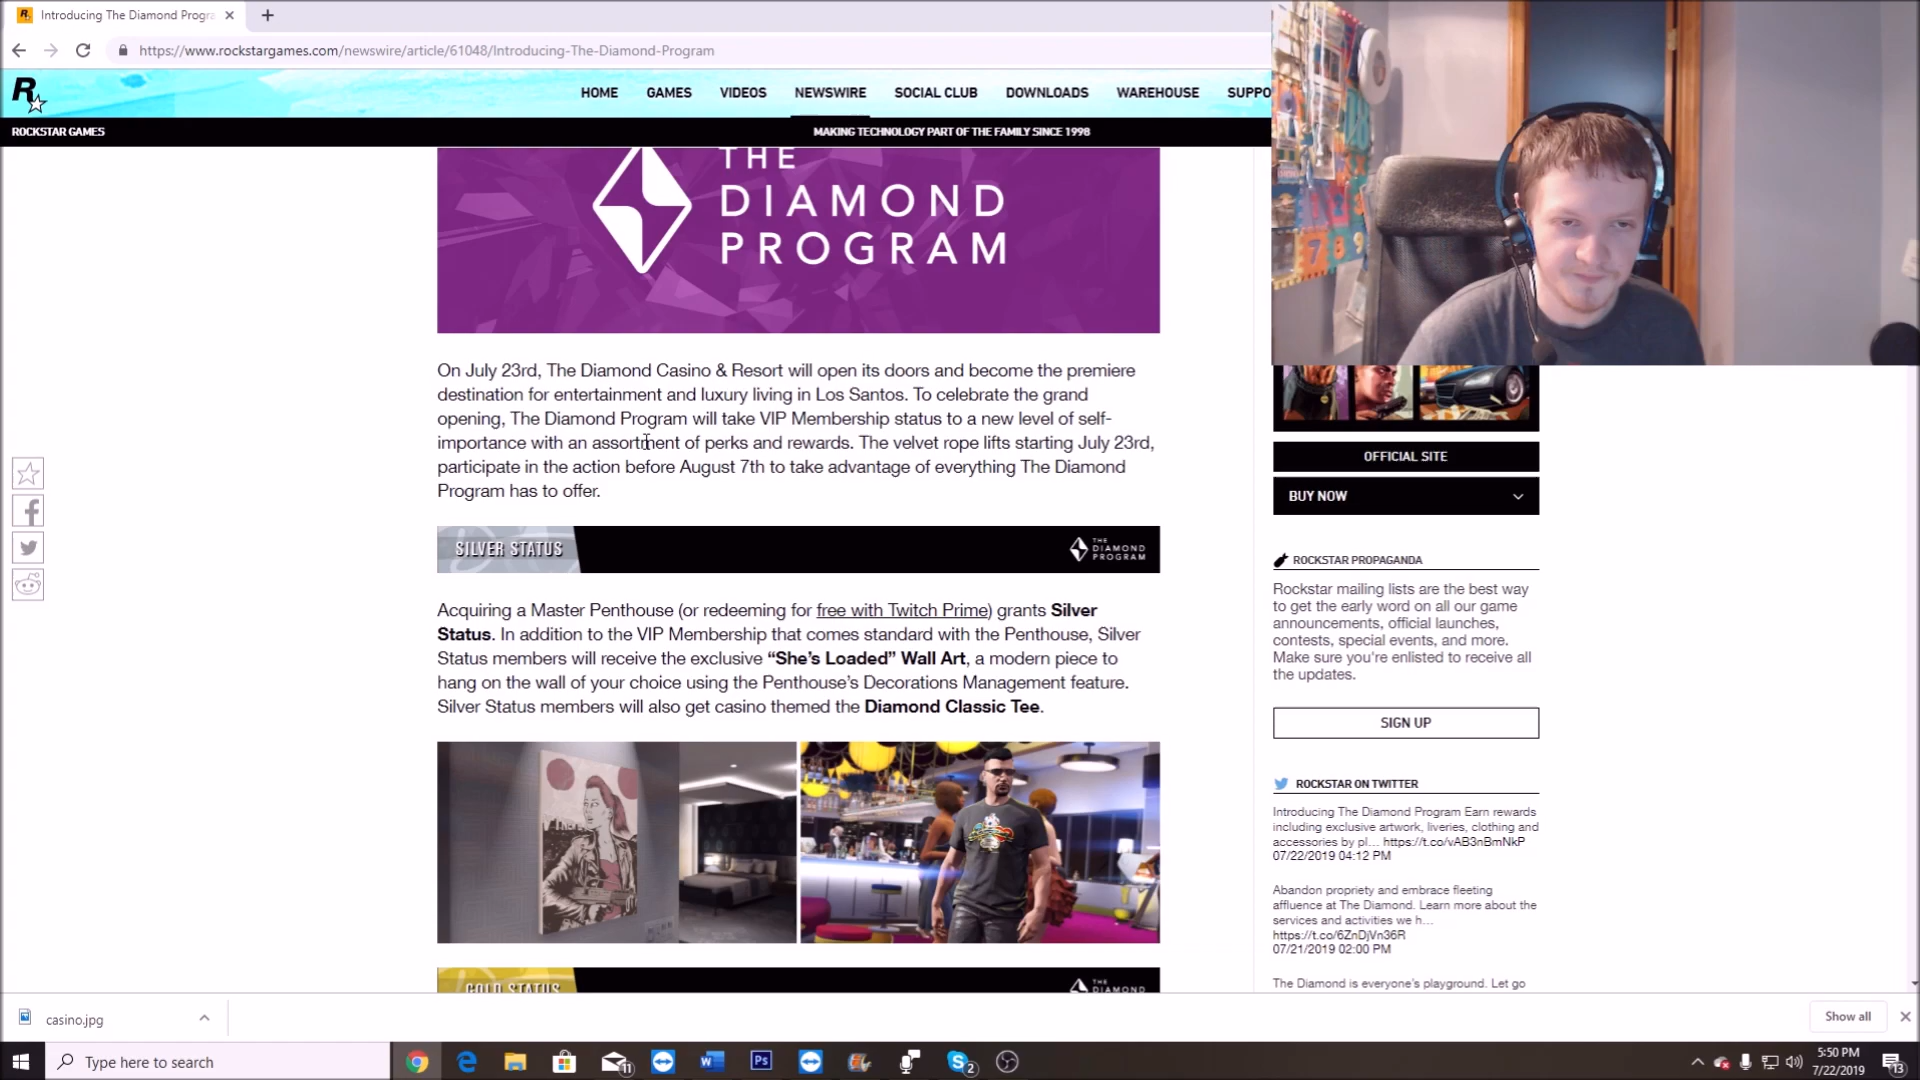 Introducing The Diamond Progra
https://www.rockstargames.com/newswire/article/61048/Introducing-The-Diamond-Program
R
HOME GAMES VIDEOS NEWSWIRE SOCIAL CLUB DOWNLOADS WAREHOUSE SUPPO
ROCKSTAR GAMES
MAKING TECHNOLOGY PART OF THE FAMILY SINCE 1998
THE
DIAMOND
PROGRAM
On July 23rd, The Diamond Casino & Resort will open its doors and become the premiere
destination for entertainment and luxury living in Los Santos. To celebrate the grand
opening, The Diamond Program will take VIP Membership status to a new level of self-
importance with an assortment of perks and rewards. The velvet rope lifts starting July 23rd,
participate in the action before August 7th to take advantage of everything The Diamond
Program has to offer.
SILVER STATUS
THE
DIAMOND
PROGRAM
Acquiring a Master Penthouse (or redeeming for free with Twitch Prime) grants Silver
Status. In addition to the VIP Membership that comes standard with the Penthouse, Silver
Status members will receive the exclusive “She’s Loaded” Wall Art, a modern piece to
hang on the wall of your choice using the Penthouse’s Decorations Management feature.
Silver Status members will also get casino themed the Diamond Classic Tee.
GOLD STATUS
THE
DIAMOND
7 8 9
OFFICIAL SITE
BUY NOW
ROCKSTAR PROPAGANDA
Rockstar mailing lists are the best way
to get the early word on all our game
announcements, official launches,
contests, special events, and more.
Make sure you're enlisted to receive all
the updates.
SIGN UP
ROCKSTAR ON TWITTER
Introducing The Diamond Program Earn rewards
including exclusive artwork, liveries, clothing and
accessories by pl… https://t.co/vAB3nBmNkP
07/22/2019 04:12 PM
Abandon propriety and embrace fleeting
affluence at The Diamond. Learn more about the
services and activities we h…
https://t.co/6ZnDjVn36R
07/21/2019 02:00 PM
The Diamond is everyone's playground. Let go
casino.jpg
Show all
Type here to search
11
W
Ps
2
5:50 PM
7/22/2019
13